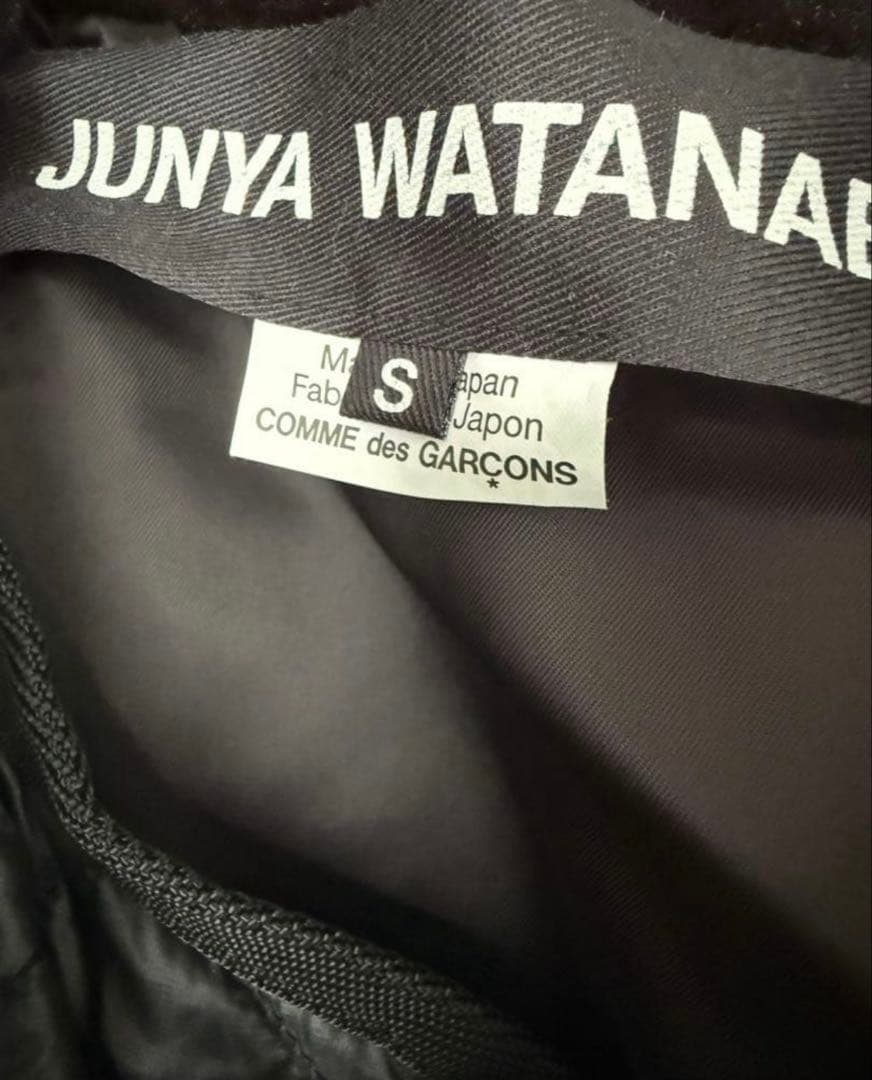 JUNYA WATANAB
S
Ma apan
Fab Japon
COMME des GARÇONS
*